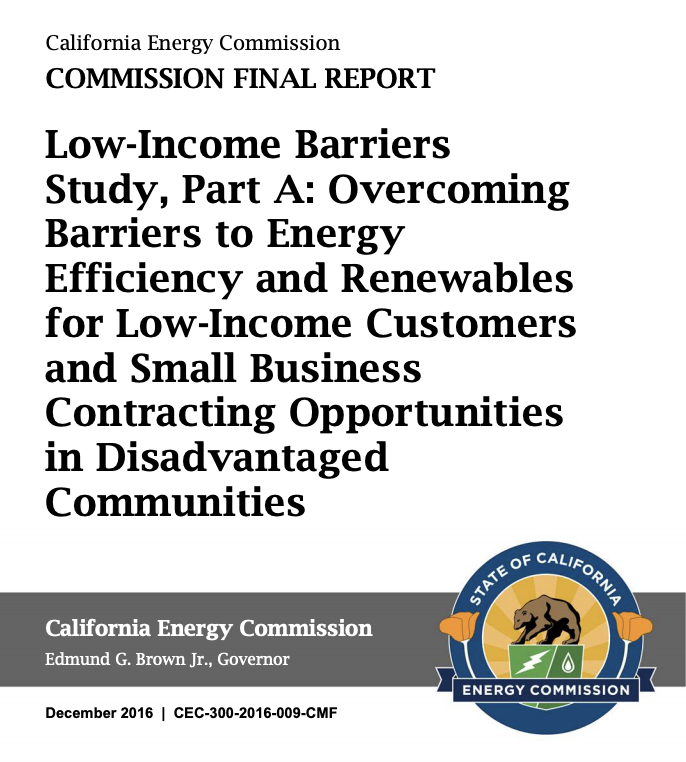 California Energy Commission
COMMISSION FINAL REPORT
Low-Income Barriers
Study, Part A: Overcoming
Barriers to Energy
Efficiency and Renewables
for Low-Income Customers
and Small Business
Contracting Opportunities
in Disadvantaged
Communities
STATE OF CALIFORNIA
California Energy Commission
Edmund G. Brown Jr., Governor
ENERGY COMMISSION
December 2016 | CEC-300-2016-009-CMF